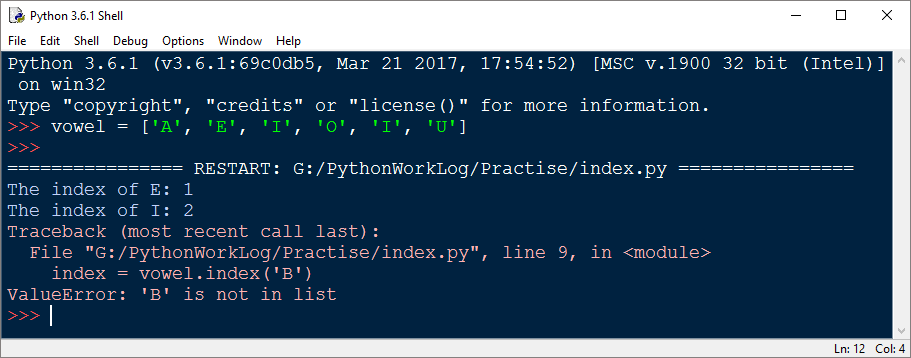 Python 3.6.1 Shell
File Edit Shell Debug Options Window Help
Python 3.6.1 (v3.6.1:69c0db5, Mar 21 2017, 17:54:52) [MSC v.1900 32 bit (Intel)]
 on win32
Type "copyright", "credits" or "license()" for more information.
>>> vowel = ['A', 'E', 'I', 'O', 'I', 'U']
>>>
================ RESTART: G:/PythonWorkLog/Practise/index.py ================
The index of E: 1
The index of I: 2
Traceback (most recent call last):
  File "G:/PythonWorkLog/Practise/index.py", line 9, in <module>
    index = vowel.index('B')
ValueError: 'B' is not in list
>>>
Ln: 12 Col: 4